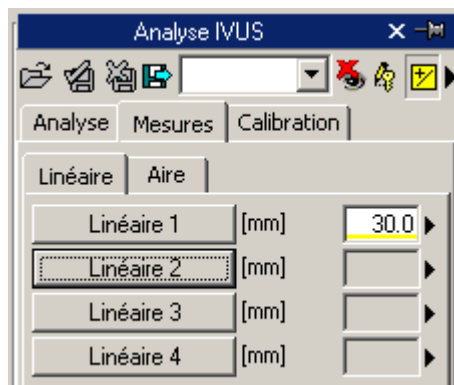 Analyse IVUS
Analyse Mesures Calibration
Linéaire Aire
Linéaire 1 [mm] 30.0
Linéaire 2 [mm]
Linéaire 3 [mm]
Linéaire 4 [mm]